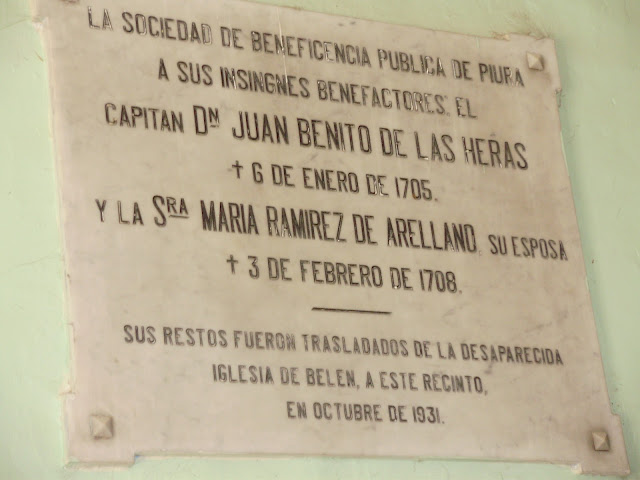 LA SOCIEDAD DE BENEFICENCIA PUBLICA DE PIURA
A SUS INSINGNES BENEFACTORES: EL
CAPITAN Dⁿ JUAN BENITO DE LAS HERAS
† 6 DE ENERO DE 1705.
Y LA Sᴿᴬ MARIA RAMIREZ DE ARELLANO, SU ESPOSA
† 3 DE FEBRERO DE 1708.
SUS RESTOS FUERON TRASLADADOS DE LA DESAPARECIDA
IGLESIA DE BELEN, A ESTE RECINTO,
EN OCTUBRE DE 1931.